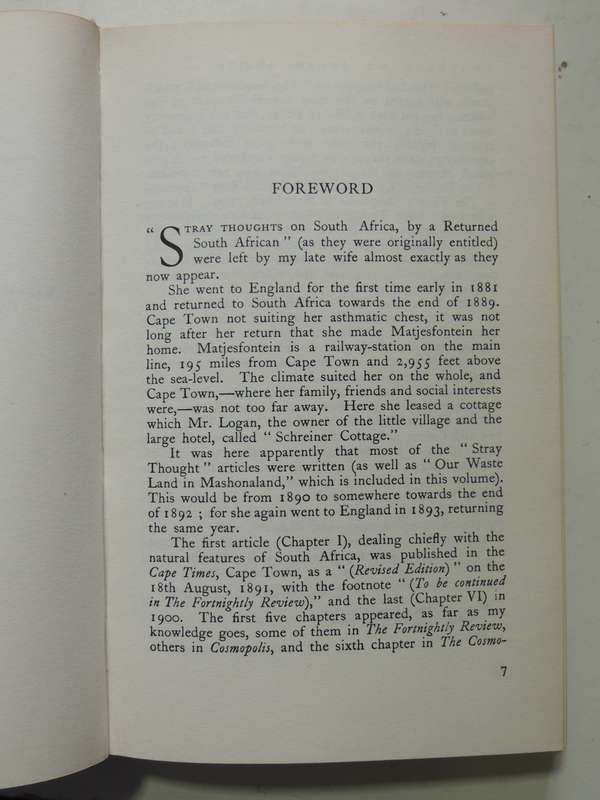 FOREWORD
“ STRAY THOUGHTS on South Africa, by a Returned
South African ” (as they were originally entitled)
were left by my late wife almost exactly as they
now appear.
She went to England for the first time early in 1881
and returned to South Africa towards the end of 1889.
Cape Town not suiting her asthmatic chest, it was not
long after her return that she made Matjesfontein her
home. Matjesfontein is a railway-station on the main
line, 195 miles from Cape Town and 2,955 feet above
the sea-level. The climate suited her on the whole, and
Cape Town,—where her family, friends and social interests
were,—was not too far away. Here she leased a cottage
which Mr. Logan, the owner of the little village and the
large hotel, called “ Schreiner Cottage.”
It was here apparently that most of the “ Stray
Thought ” articles were written (as well as “ Our Waste
Land in Mashonaland,” which is included in this volume).
This would be from 1890 to somewhere towards the end
of 1892 ; for she again went to England in 1893, returning
the same year.
The first article (Chapter I), dealing chiefly with the
natural features of South Africa, was published in the
Cape Times, Cape Town, as a “ (Revised Edition) ” on the
18th August, 1891, with the footnote “ (To be continued
in The Fortnightly Review),” and the last (Chapter VI) in
1900. The first five chapters appeared, as far as my
knowledge goes, some of them in The Fortnightly Review,
others in Cosmopolis, and the sixth chapter in The Cosmo-
7